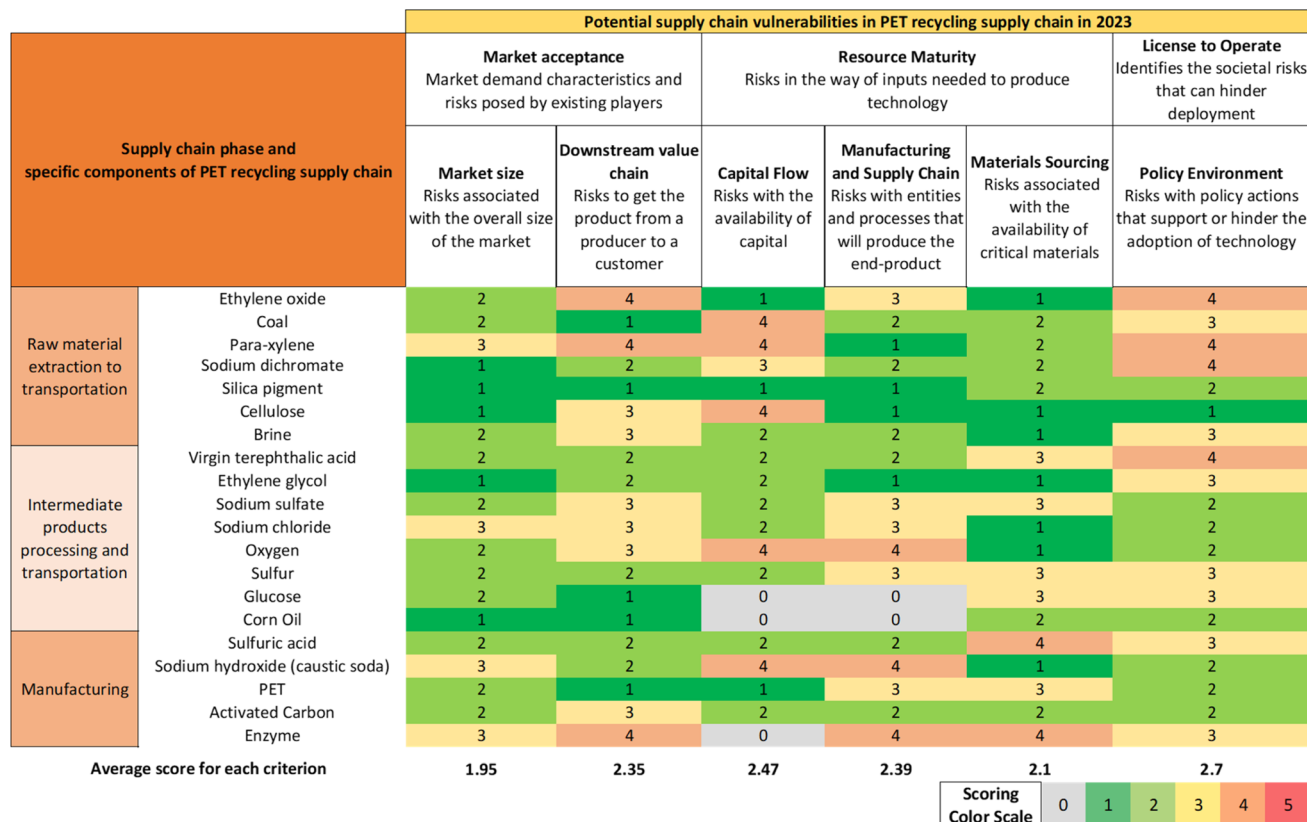 Potential supply chain vulnerabilities in PET recycling supply chain in 2023
Supply chain phase and
specific components of PET recycling supply chain
Market acceptance
Market demand characteristics and
risks posed by existing players
Resource Maturity
Risks in the way of inputs needed to produce
technology
License to Operate
Identifies the societal risks
that can hinder
deployment
Market size
Risks associated
with the overall size
of the market
Downstream value
chain
Risks to get the
product from a
producer to a
customer
Capital Flow
Risks with the
availability of
capital
Manufacturing
and Supply Chain
Risks with entities
and processes that
will produce the
end-product
Materials Sourcing
Risks associated
with the
availability of
critical materials
Policy Environment
Risks with policy actions
that support or hinder the
adoption of technology
Raw material
extraction to
transportation
Ethylene oxide 2 4 1 3 1 4
Coal 2 1 4 2 2 3
Para-xylene 3 4 4 1 2 4
Sodium dichromate 1 2 3 2 2 4
Silica pigment 1 1 1 1 2 2
Cellulose 1 3 4 1 1 1
Brine 2 3 2 2 1 3
Intermediate
products
processing and
transportation
Virgin terephthalic acid 2 2 2 2 3 4
Ethylene glycol 1 2 2 1 1 3
Sodium sulfate 2 3 2 3 3 2
Sodium chloride 3 3 2 3 1 2
Oxygen 2 3 4 4 1 2
Sulfur 2 2 2 3 3 3
Glucose 2 1 0 0 3 3
Corn Oil 1 1 0 0 2 2
Manufacturing
Sulfuric acid 2 2 2 2 4 3
Sodium hydroxide (caustic soda) 3 2 4 4 1 2
PET 2 1 1 3 3 2
Activated Carbon 2 3 2 2 2 2
Enzyme 3 4 0 4 4 3
Average score for each criterion 1.95 2.35 2.47 2.39 2.1 2.7
Scoring
Color Scale
0 1 2 3 4 5